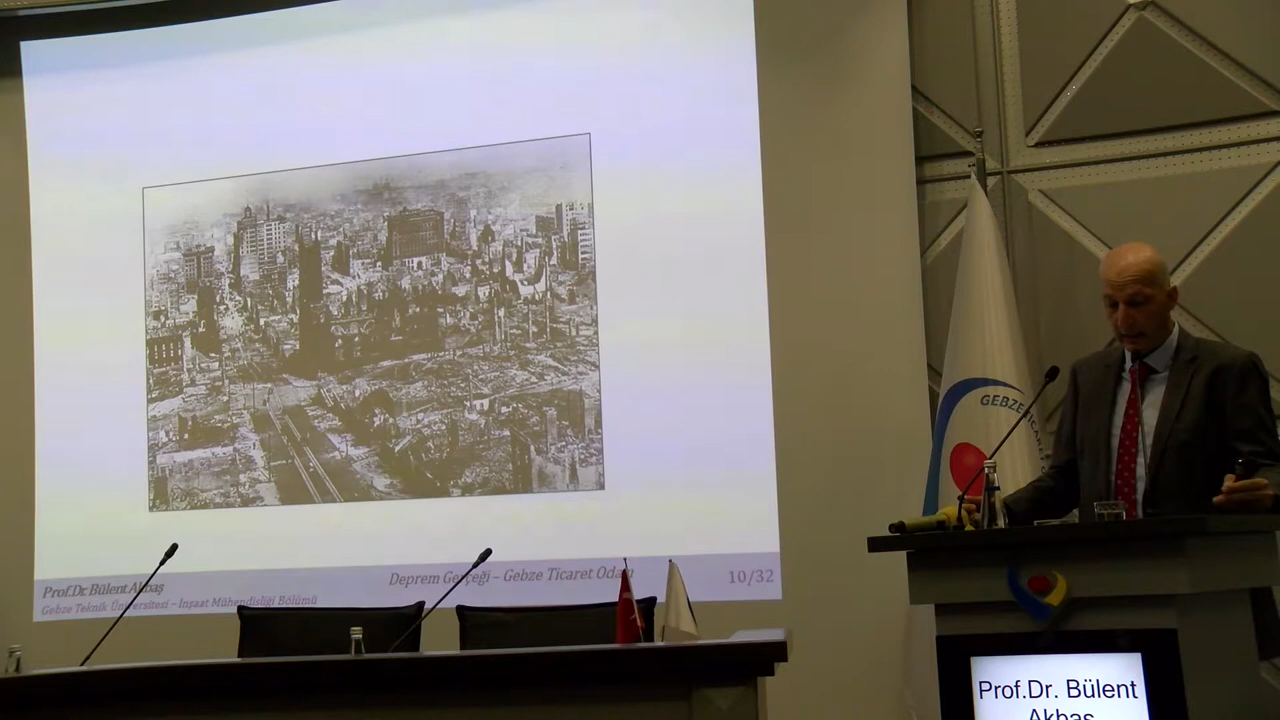 GEBZE TİCARET
Prof.Dr. Bülent Akbaş
Deprem Gerçeği – Gebze Ticaret Odası
10/32
Gebze Teknik Üniversitesi – İnşaat Mühendisliği Bölümü
Prof.Dr. Bülent
Akbaş